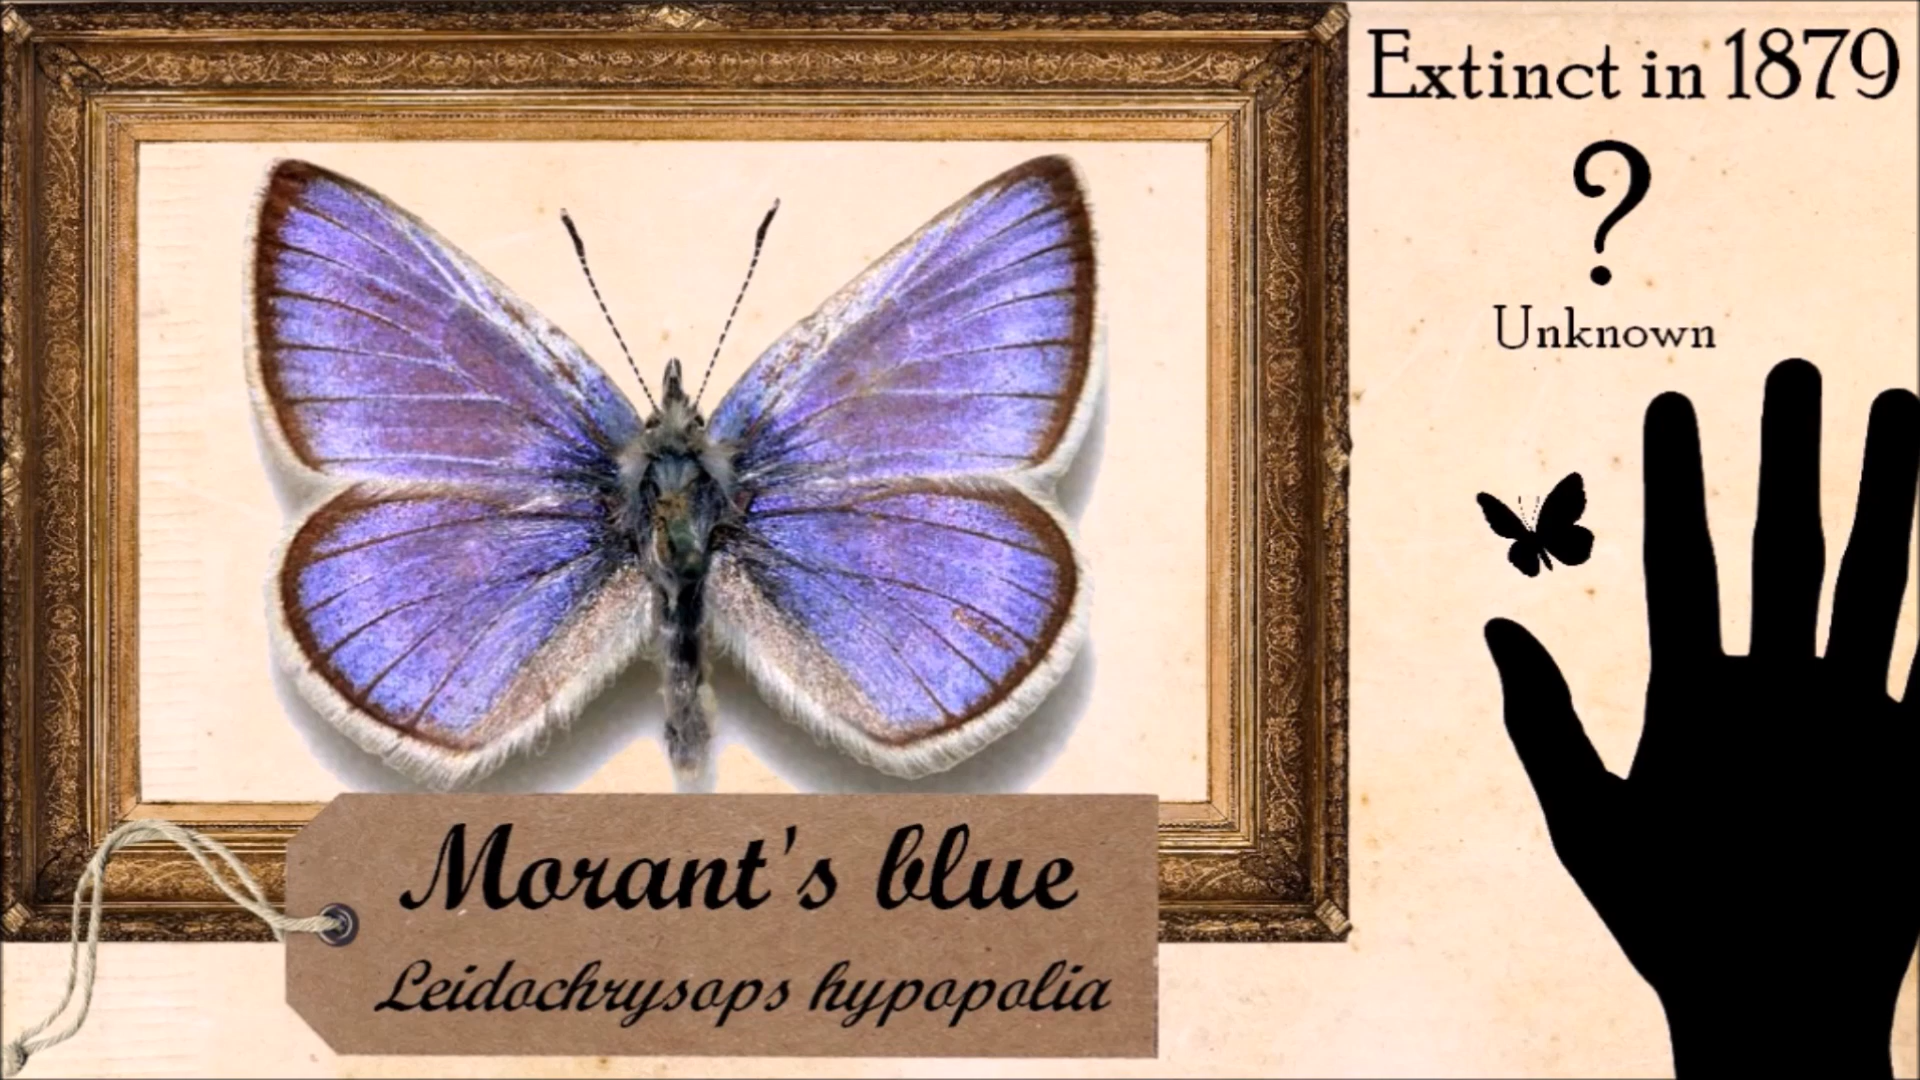 Extinct in 1879
?
Unknown
Morant's blue
Leidochrysops hypopolia